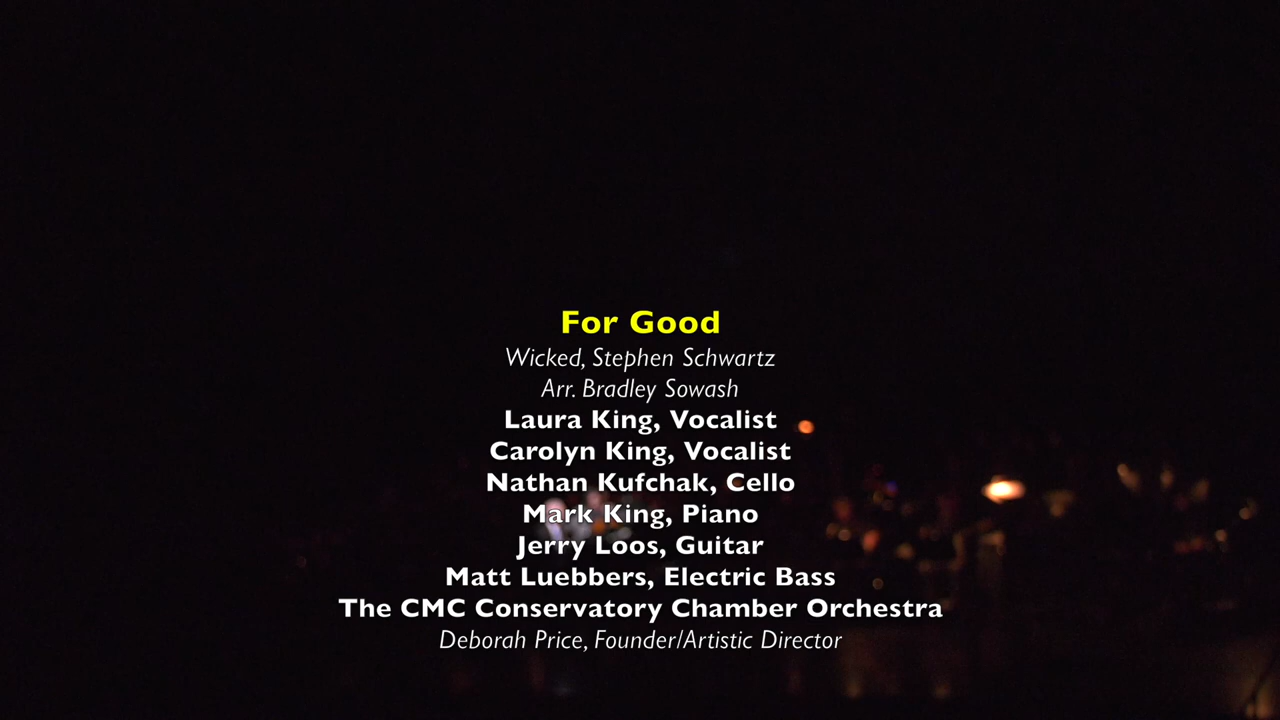 For Good
Wicked, Stephen Schwartz
Arr. Bradley Sowash
Laura King, Vocalist
Carolyn King, Vocalist
Nathan Kufchak, Cello
Mark King, Piano
Jerry Loos, Guitar
Matt Luebbers, Electric Bass
The CMC Conservatory Chamber Orchestra
Deborah Price, Founder/Artistic Director